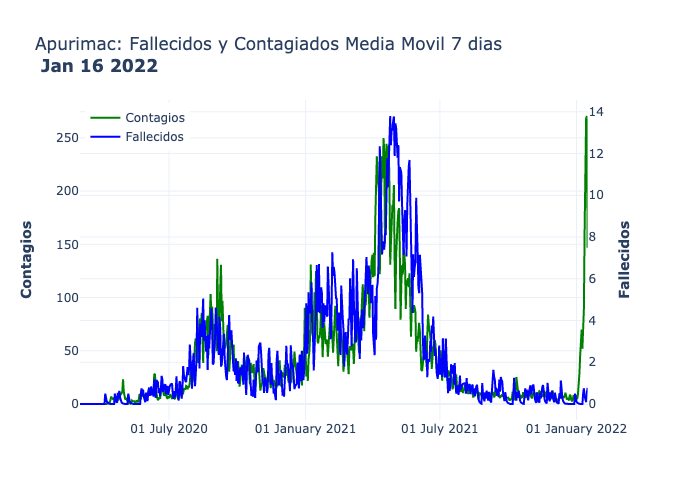 Apurimac: Fallecidos y Contagiados Media Movil 7 dias
Jan 16 2022
Contagios
Fallecidos
250
200
150
100
50
0
14
12
10
8
6
4
2
0
Contagios
Fallecidos
01 July 2020
01 January 2021
01 July 2021
01 January 2022